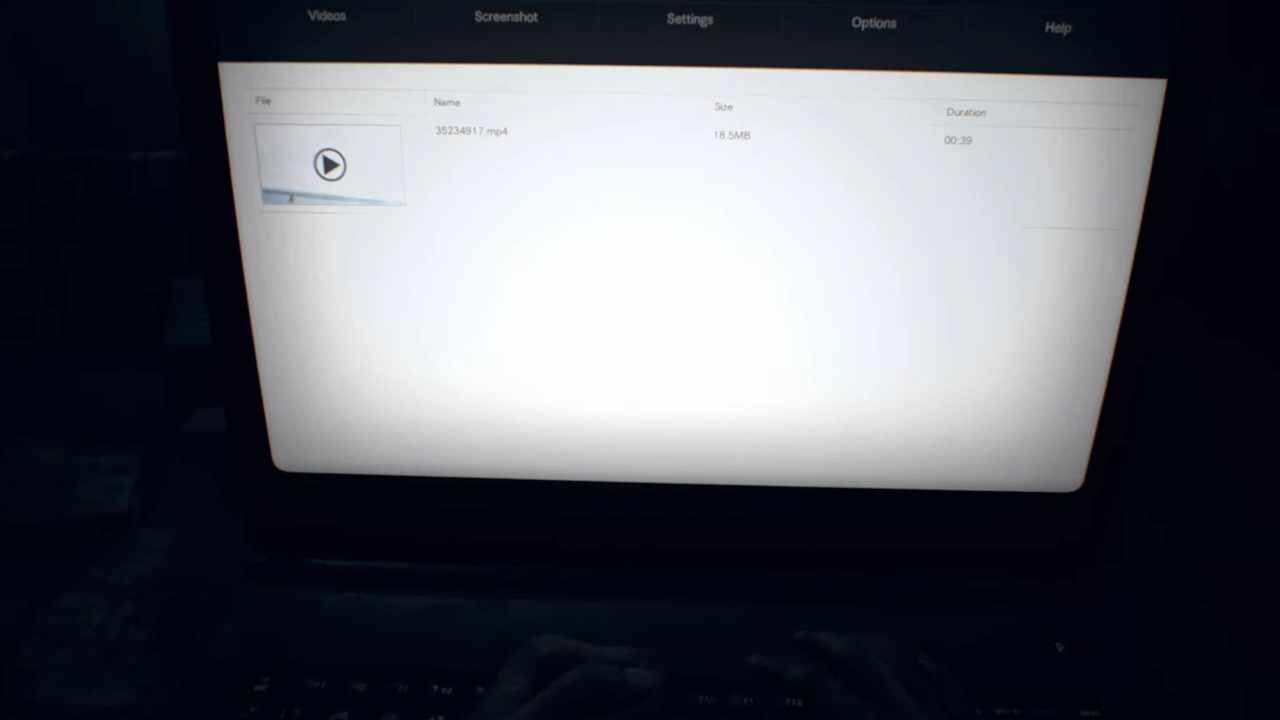 Videos Screenshot Settings Options Help
File Name Size Duration
35234917.mp4 18.5MB 00:39